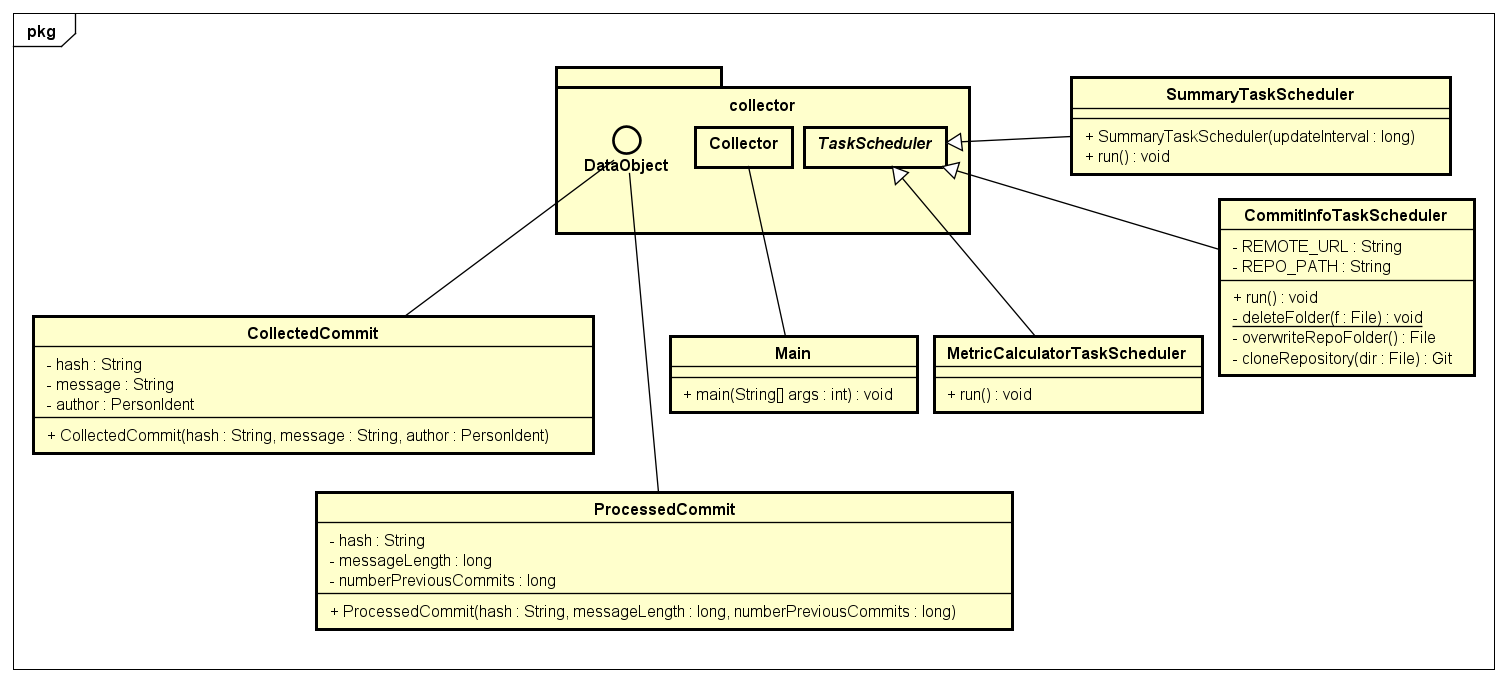 pkg
collector
DataObject
Collector
TaskScheduler
SummaryTaskScheduler
+ SummaryTaskScheduler(updateInterval : long)
+ run() : void
CommitInfoTaskScheduler
- REMOTE_URL : String
- REPO_PATH : String
+ run() : void
- deleteFolder(f : File) : void
- overwriteRepoFolder() : File
- cloneRepository(dir : File) : Git
CollectedCommit
- hash : String
- message : String
- author : PersonIdent
+ CollectedCommit(hash : String, message : String, author : PersonIdent)
Main
+ main(String[] args : int) : void
MetricCalculatorTaskScheduler
+ run() : void
ProcessedCommit
- hash : String
- messageLength : long
- numberPreviousCommits : long
+ ProcessedCommit(hash : String, messageLength : long, numberPreviousCommits : long)